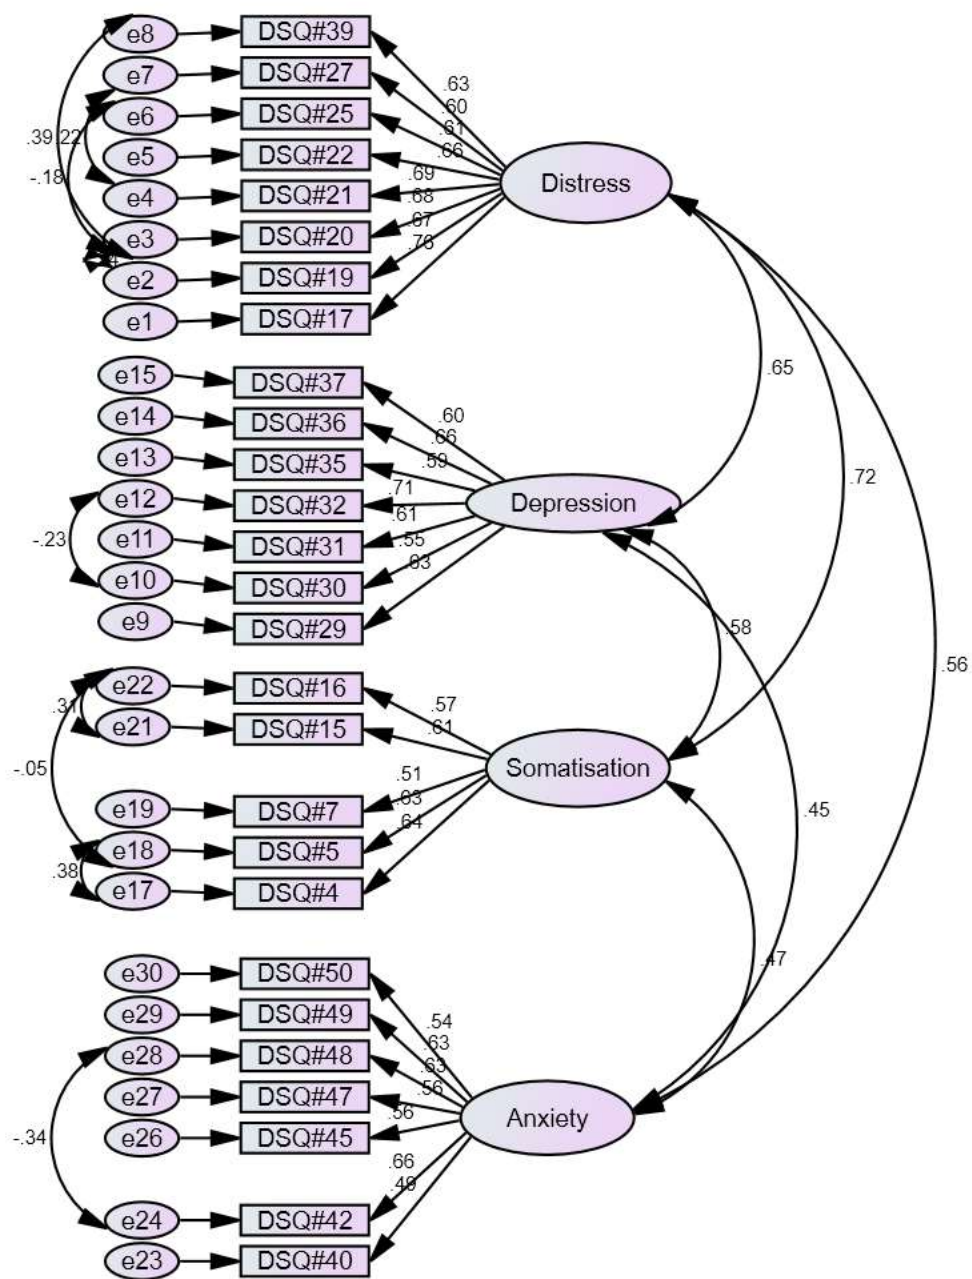 e8 DSQ#39
.63
e7 DSQ#27
.60
e6 DSQ#25
.61
.39 .22
e5 DSQ#22
.66
-.18
e4 DSQ#21
.69
Distress
.68
e3 DSQ#20
.67
.76
e2 DSQ#19
e1 DSQ#17
.65
e15 DSQ#37
.60
e14 DSQ#36
.66
e13 DSQ#35
.59
.72
e12 DSQ#32
.71
Depression
.61
-.23
e11 DSQ#31
.55
e10 DSQ#30
.63
e9 DSQ#29
.58
.56
e22 DSQ#16
.57
.31
e21 DSQ#15
.61
-.05
Somatisation
.51
e19 DSQ#7
.63
.45
.64
e18 DSQ#5
.38
e17 DSQ#4
.47
e30 DSQ#50
.54
e29 DSQ#49
.63
e28 DSQ#48
.63
e27 DSQ#47
.56
.56
Anxiety
-.34
e26 DSQ#45
.66
.49
e24 DSQ#42
e23 DSQ#40